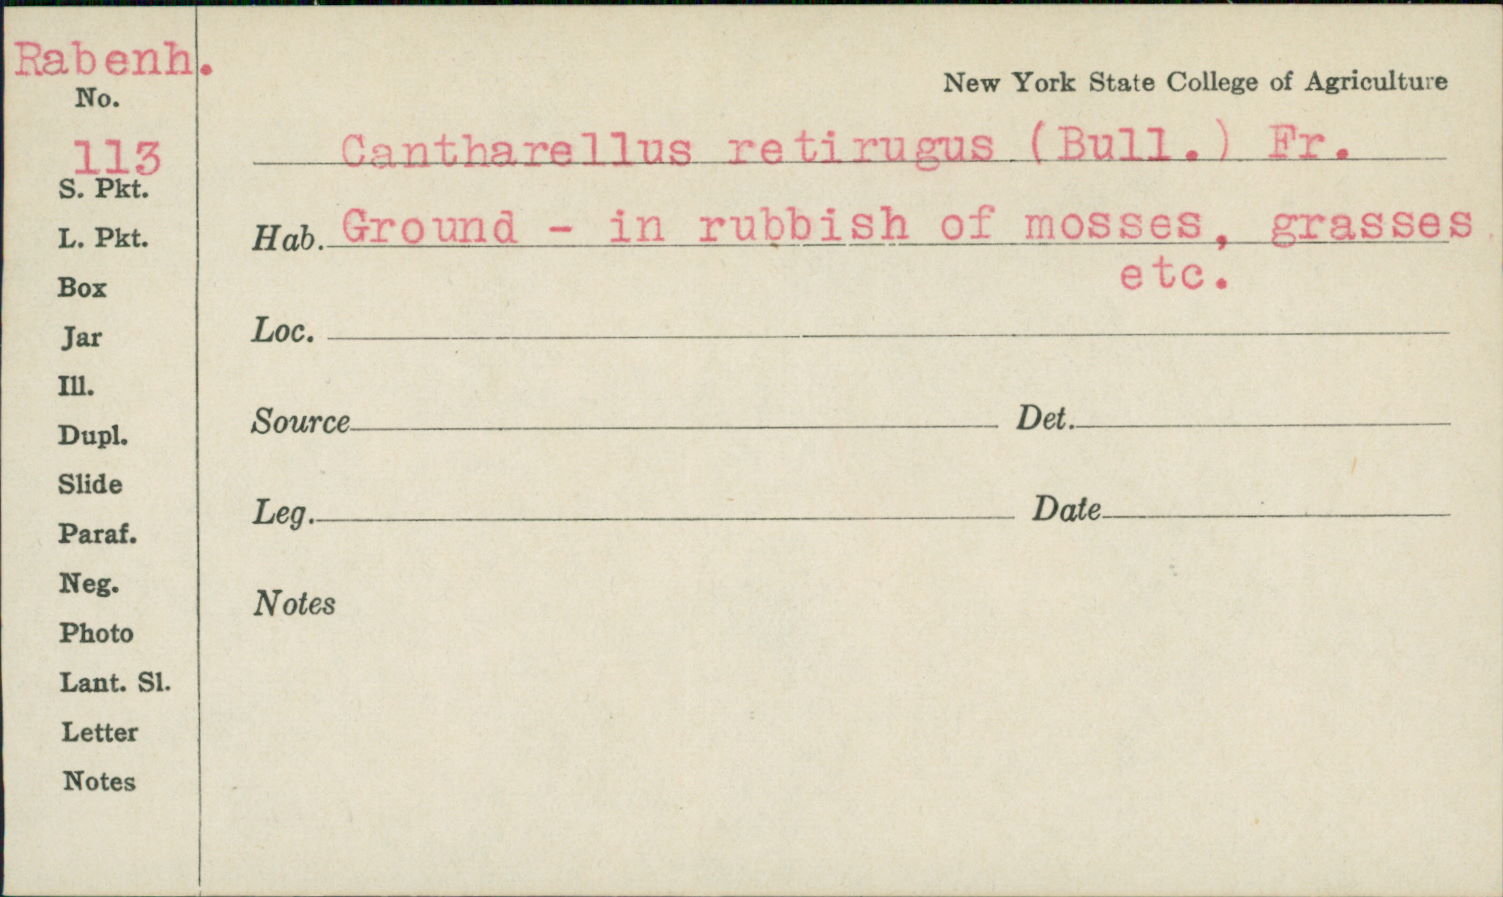 Rabenh.
No.
113
S. Pkt.
L. Pkt.
Box
Jar
Ill.
Dupl.
Slide
Paraf.
Neg.
Photo
Lant. Sl.
Letter
Notes
New York State College of Agriculture
Cantharellus retirugus (Bull.) Fr.
Hab. Ground - in rubbish of mosses, grasses
etc.
Loc.
Source Det.
Leg. Date
Notes